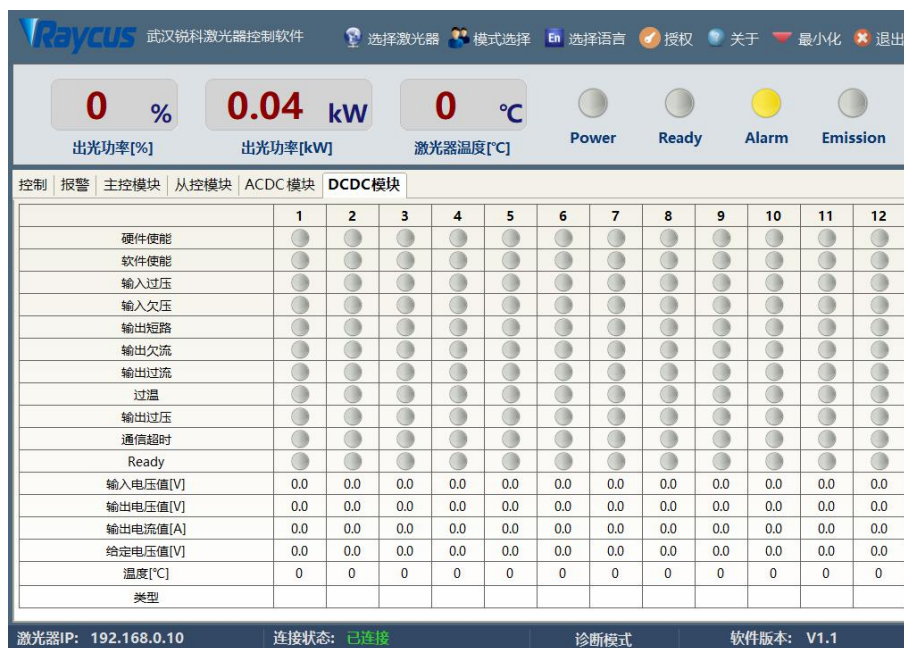 Raycus 武汉锐科激光器控制软件 选择激光器 模式选择 En 选择语言 授权 关于 最小化 退出
0 % 0.04 kW 0 ℃
出光功率[%] 出光功率[kW] 激光器温度[℃] Power Ready Alarm Emission
控制 报警 主控模块 从控模块 ACDC模块 DCDC模块
1 2 3 4 5 6 7 8 9 10 11 12
硬件使能
软件使能
输入过压
输入欠压
输出短路
输出欠流
输出过流
过温
输出过压
通信超时
Ready
输入电压值[V] 0.0 0.0 0.0 0.0 0.0 0.0 0.0 0.0 0.0 0.0 0.0 0.0
输出电压值[V] 0.0 0.0 0.0 0.0 0.0 0.0 0.0 0.0 0.0 0.0 0.0 0.0
输出电流值[A] 0.0 0.0 0.0 0.0 0.0 0.0 0.0 0.0 0.0 0.0 0.0 0.0
给定电压值[V] 0.0 0.0 0.0 0.0 0.0 0.0 0.0 0.0 0.0 0.0 0.0 0.0
温度[℃] 0 0 0 0 0 0 0 0 0 0 0 0
类型
激光器IP: 192.168.0.10 连接状态: 已连接 诊断模式 软件版本: V1.1